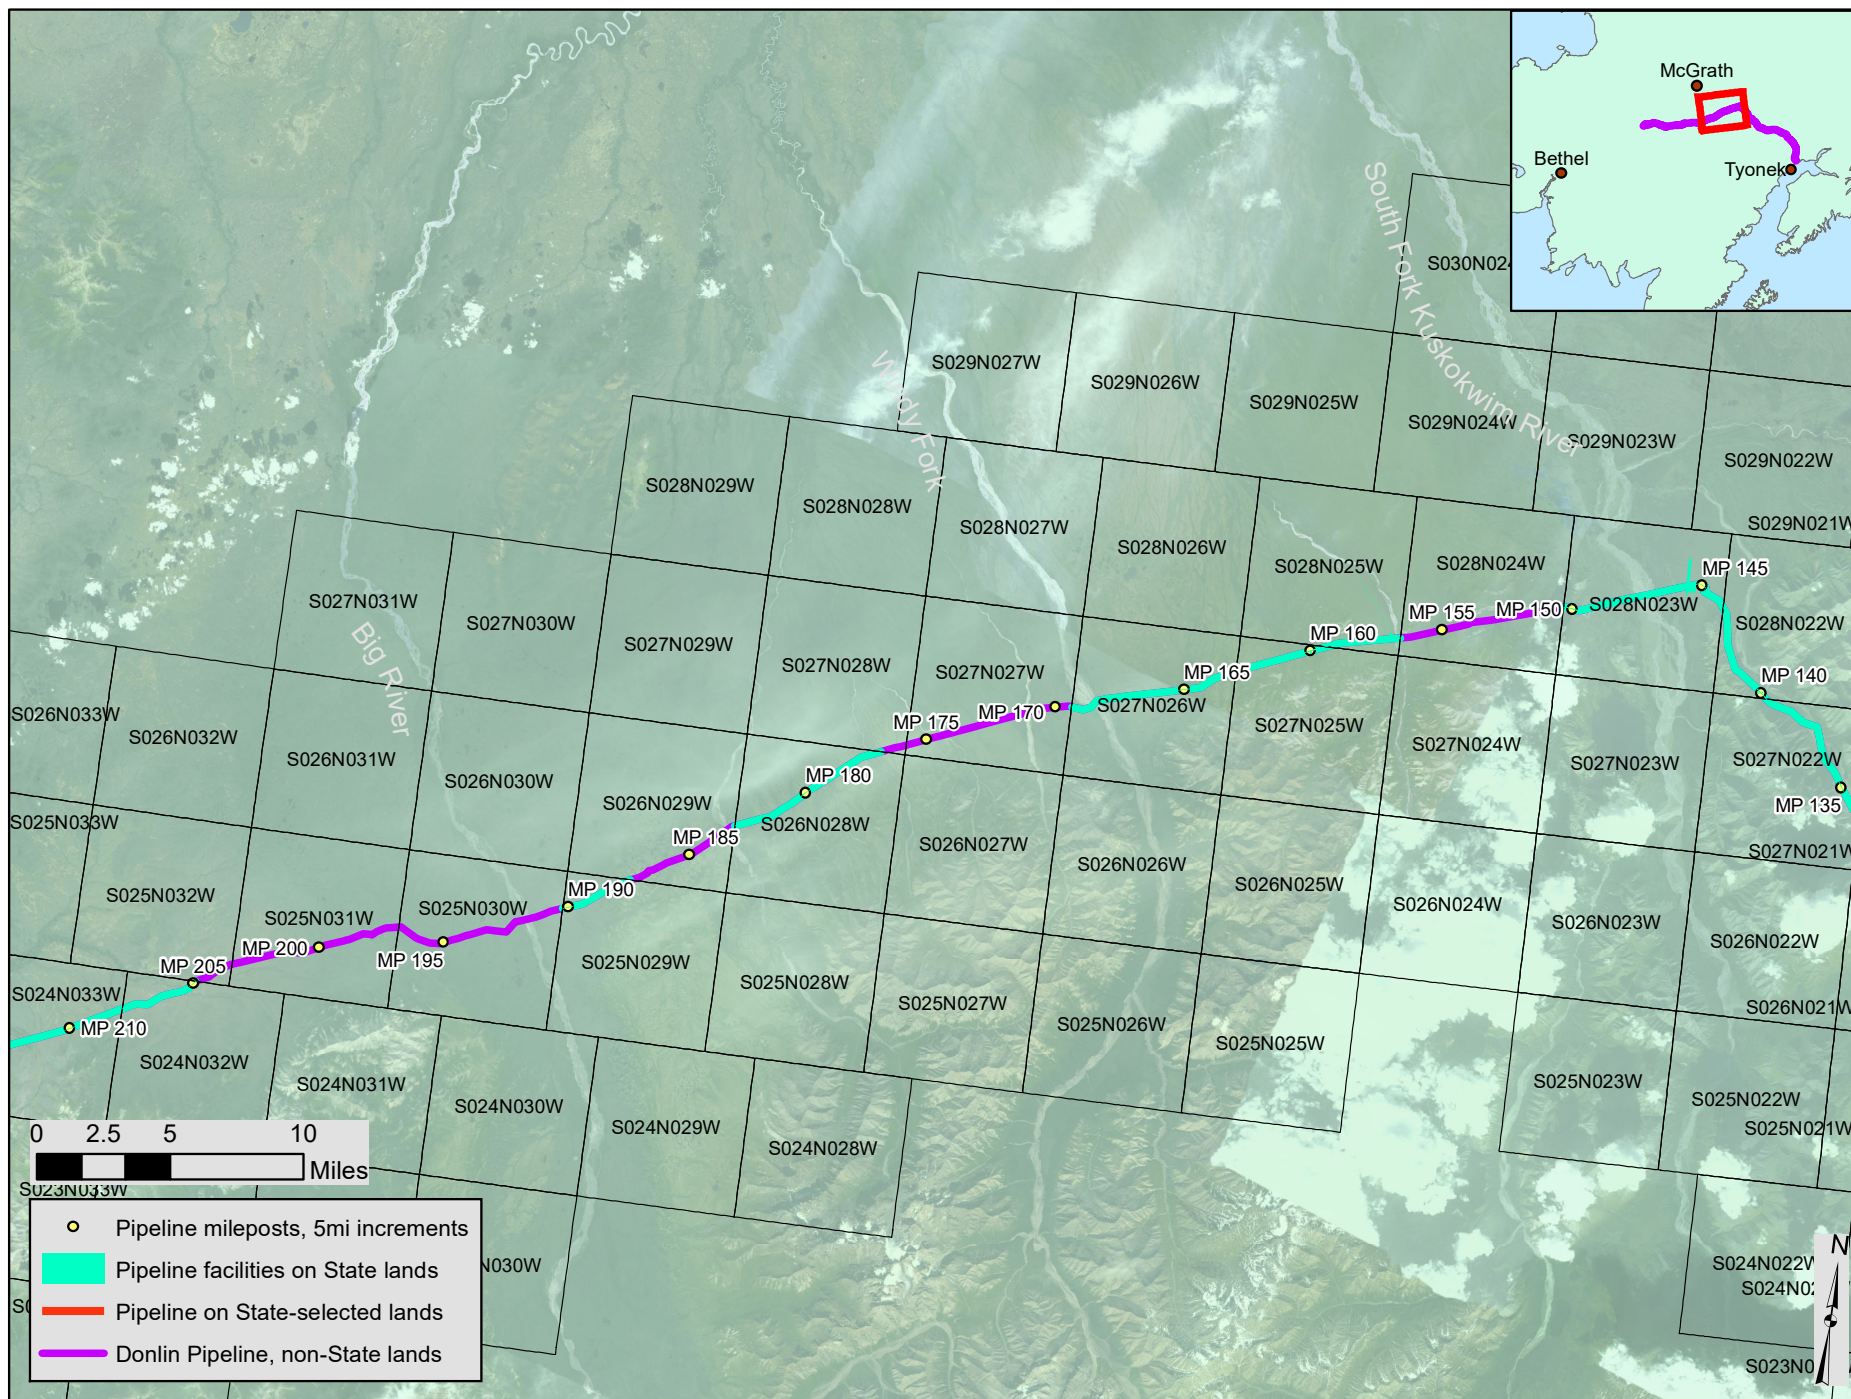 McGrath
Bethel
Tyonek
South Fork Kuskokwim River
Windy Fork
Big River
S030N024
S029N027W
S029N026W
S029N025W
S029N024W
S029N023W
S029N022W
S029N021W
S028N029W
S028N028W
S028N027W
S028N026W
S028N025W
S028N024W
S028N023W
S028N022W
MP 145
MP 150
MP 155
MP 160
MP 165
MP 140
MP 135
S027N031W
S027N030W
S027N029W
S027N028W
S027N027W
S027N026W
S027N025W
S027N024W
S027N023W
S027N022W
S027N021W
MP 170
MP 175
MP 180
MP 185
MP 190
S026N033W
S026N032W
S026N031W
S026N030W
S026N029W
S026N028W
S026N027W
S026N026W
S026N025W
S026N024W
S026N023W
S026N022W
S026N021W
S025N033W
S025N032W
S025N031W
S025N030W
S025N029W
S025N028W
S025N027W
S025N026W
S025N025W
S025N023W
S025N022W
S025N021W
MP 195
MP 200
MP 205
MP 210
S024N033W
S024N032W
S024N031W
S024N030W
S024N029W
S024N028W
S024N022W
S024N02
S023N033W
N030W
S023N0
0 2.5 5 10
Miles
Pipeline mileposts, 5mi increments
Pipeline facilities on State lands
Pipeline on State-selected lands
Donlin Pipeline, non-State lands
N